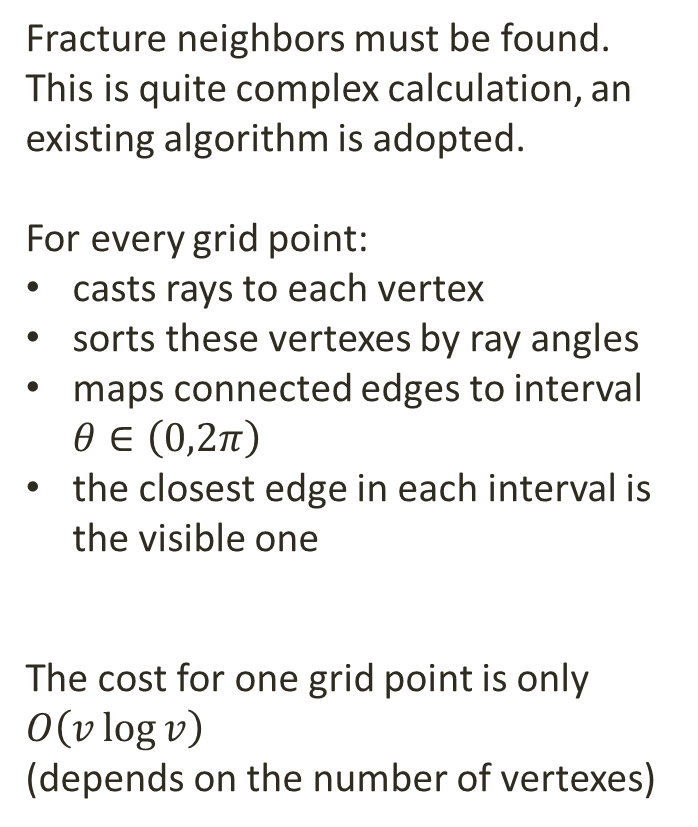 Fracture neighbors must be found.
This is quite complex calculation, an
existing algorithm is adopted.
For every grid point:
• casts rays to each vertex
• sorts these vertexes by ray angles
• maps connected edges to interval
θ ∈ (0,2π)
• the closest edge in each interval is
the visible one
The cost for one grid point is only
O(v log v)
(depends on the number of vertexes)